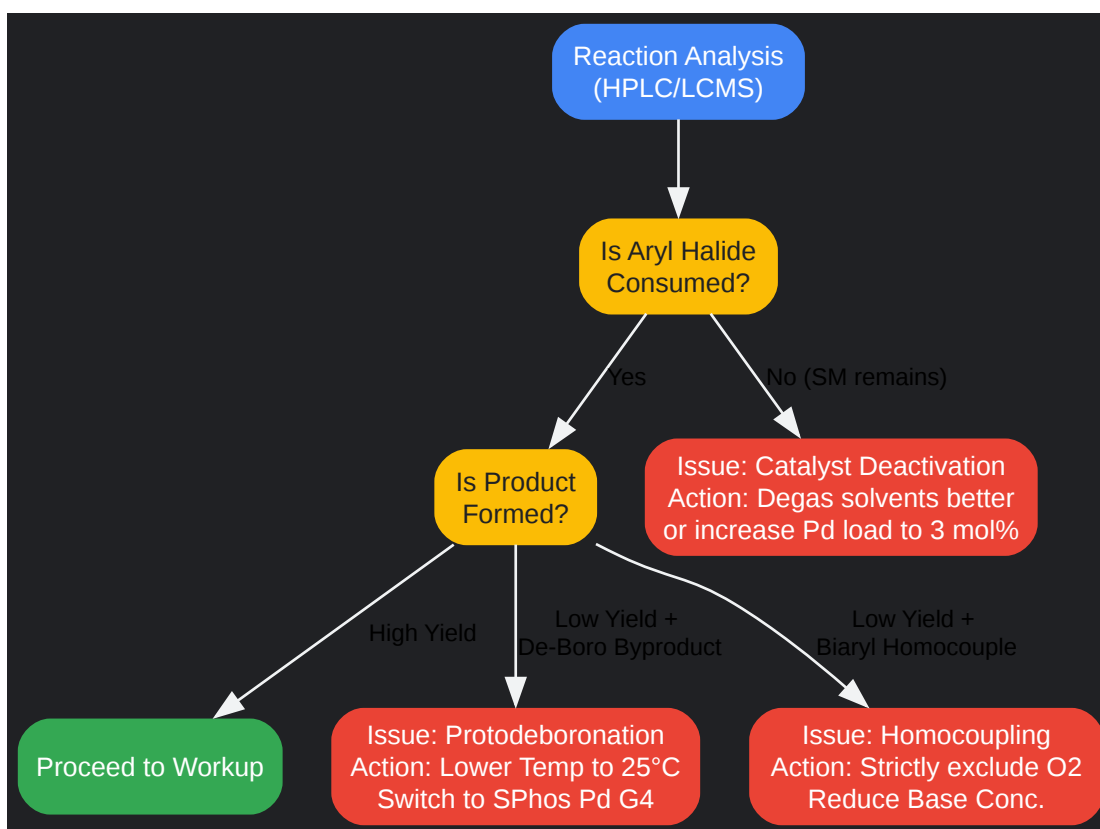 Reaction Analysis
(HPLC/LCMS)
Is Aryl Halide
Consumed?
Yes
No (SM remains)
Is Product
Formed?
Issue: Catalyst Deactivation
Action: Degas solvents better
or increase Pd load to 3 mol%
High Yield
Low Yield +
De-Boro Byproduct
Low Yield +
Biaryl Homocouple
Proceed to Workup
Issue: Protodeboronation
Action: Lower Temp to 25°C
Switch to SPhos Pd G4
Issue: Homocoupling
Action: Strictly exclude O2
Reduce Base Conc.